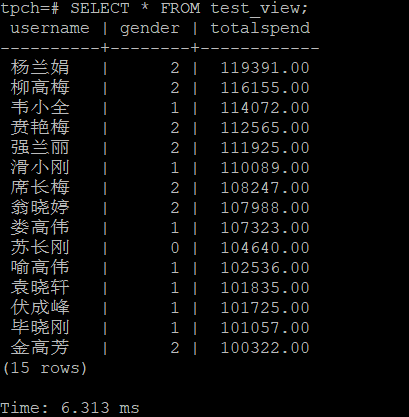 tpch=# SELECT * FROM test_view;
username | gender | totalspend
----------+--------+------------
杨兰娟 | 2 | 119391.00
柳高梅 | 2 | 116155.00
韦小全 | 1 | 114072.00
贲艳梅 | 2 | 112565.00
强兰丽 | 2 | 111925.00
滑小刚 | 1 | 110089.00
席长梅 | 2 | 108247.00
翁晓婷 | 2 | 107988.00
娄高伟 | 1 | 107323.00
苏长刚 | 0 | 104640.00
喻高伟 | 1 | 102536.00
袁晓轩 | 1 | 101835.00
伏成峰 | 1 | 101725.00
毕晓刚 | 1 | 101057.00
金高芳 | 2 | 100322.00
(15 rows)
Time: 6.313 ms